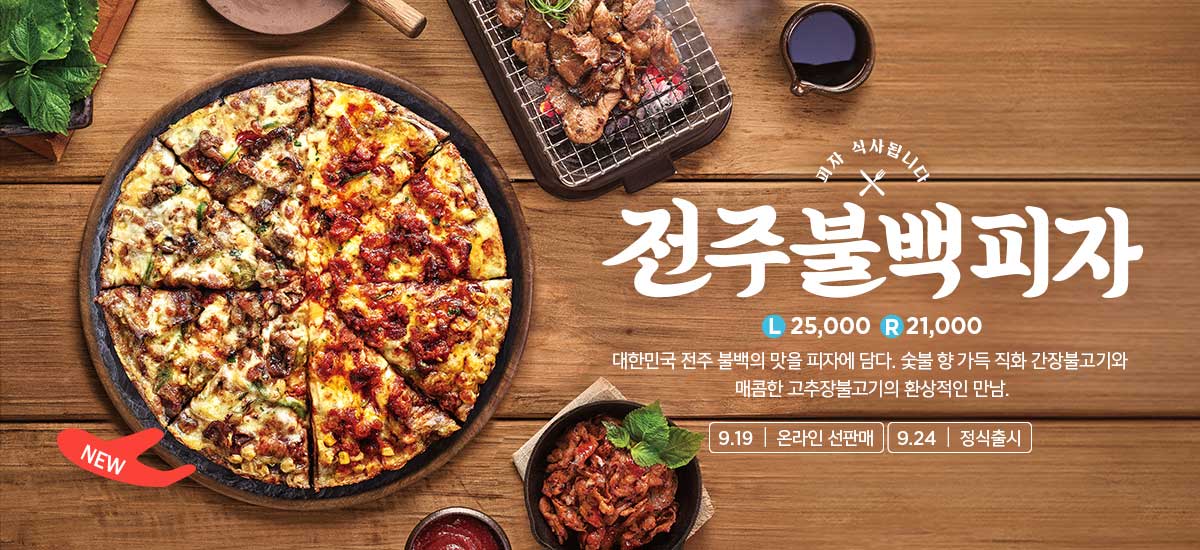 피자 식사됩니다
전주불백피자
L 25,000 R 21,000
대한민국 전주 불백의 맛을 피자에 담다. 숯불 향 가득 직화 간장불고기와
매콤한 고추장불고기의 환상적인 만남.
9.19 | 온라인 선판매 9.24 | 정식출시
NEW